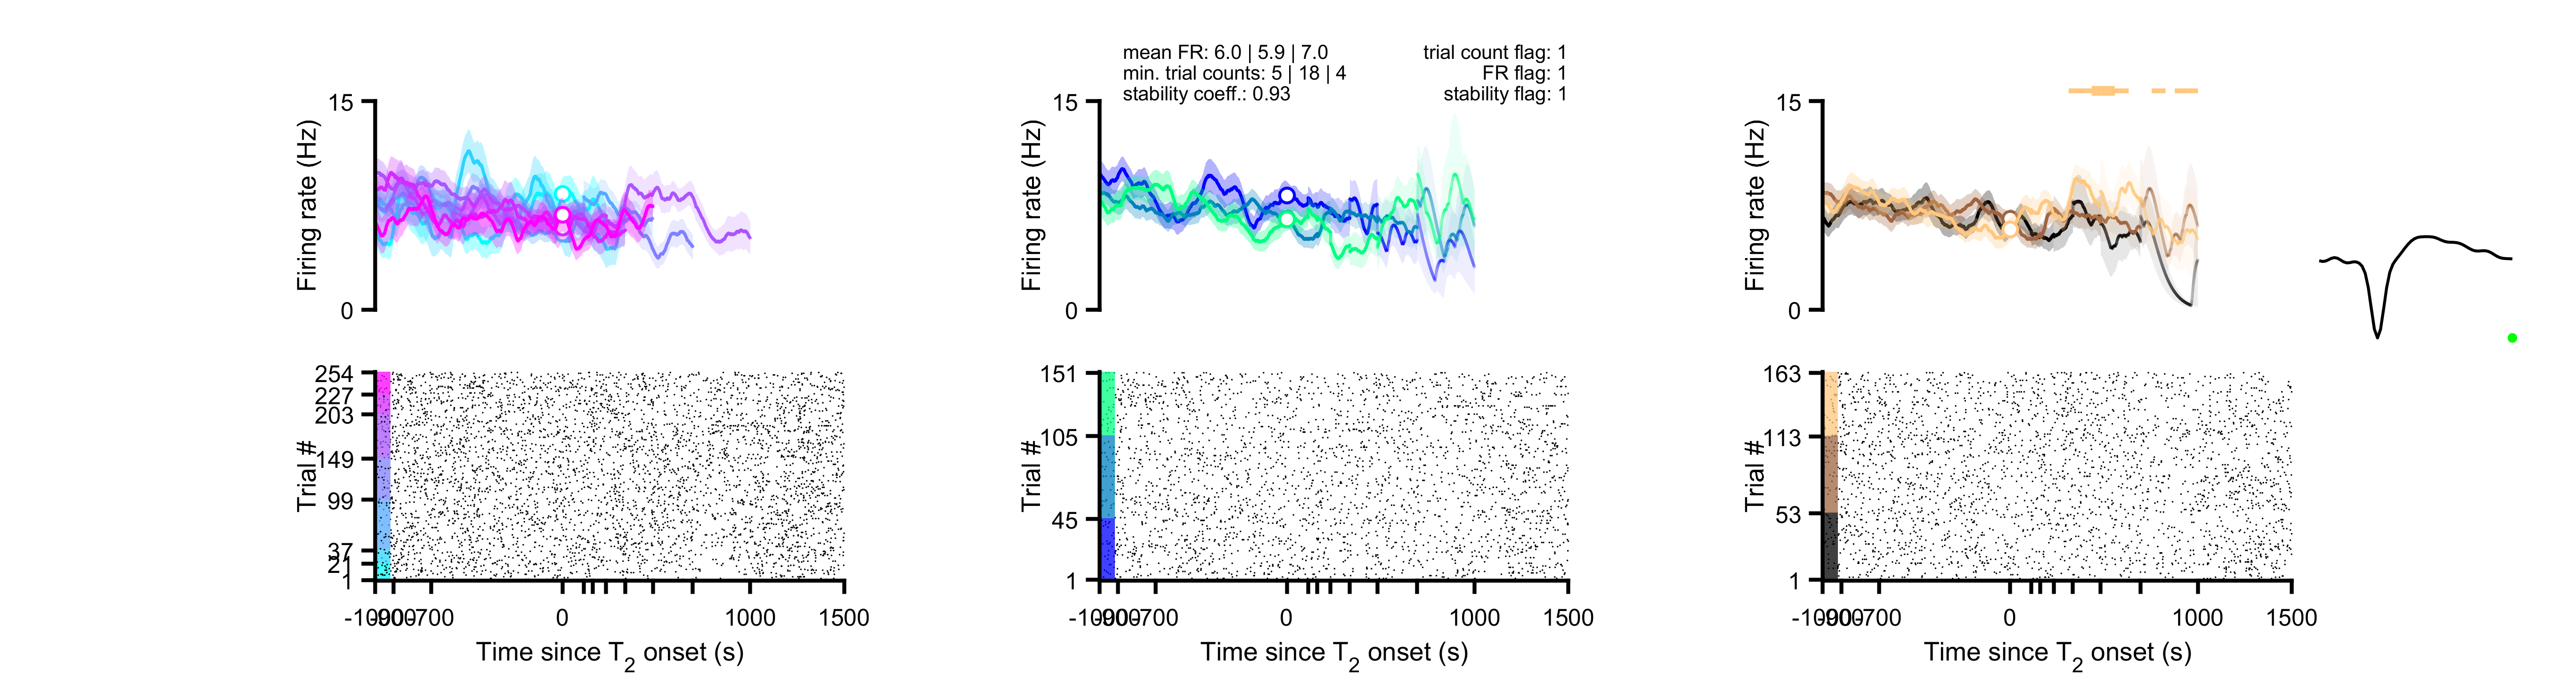 mean FR: 6.0 | 5.9 | 7.0
min. trial counts: 5 | 18 | 4
stability coeff.: 0.93
trial count flag: 1
FR flag: 1
stability flag: 1
15
Firing rate (Hz)
0
15
Firing rate (Hz)
0
15
Firing rate (Hz)
0
254
227
203
149
99
37
21
1
Trial #
-1000 -900 -700 0 1000 1500
Time since T2 onset (s)
151
105
45
1
Trial #
-1000 -900 -700 0 1000 1500
Time since T2 onset (s)
163
113
53
1
Trial #
-1000 -900 -700 0 1000 1500
Time since T2 onset (s)